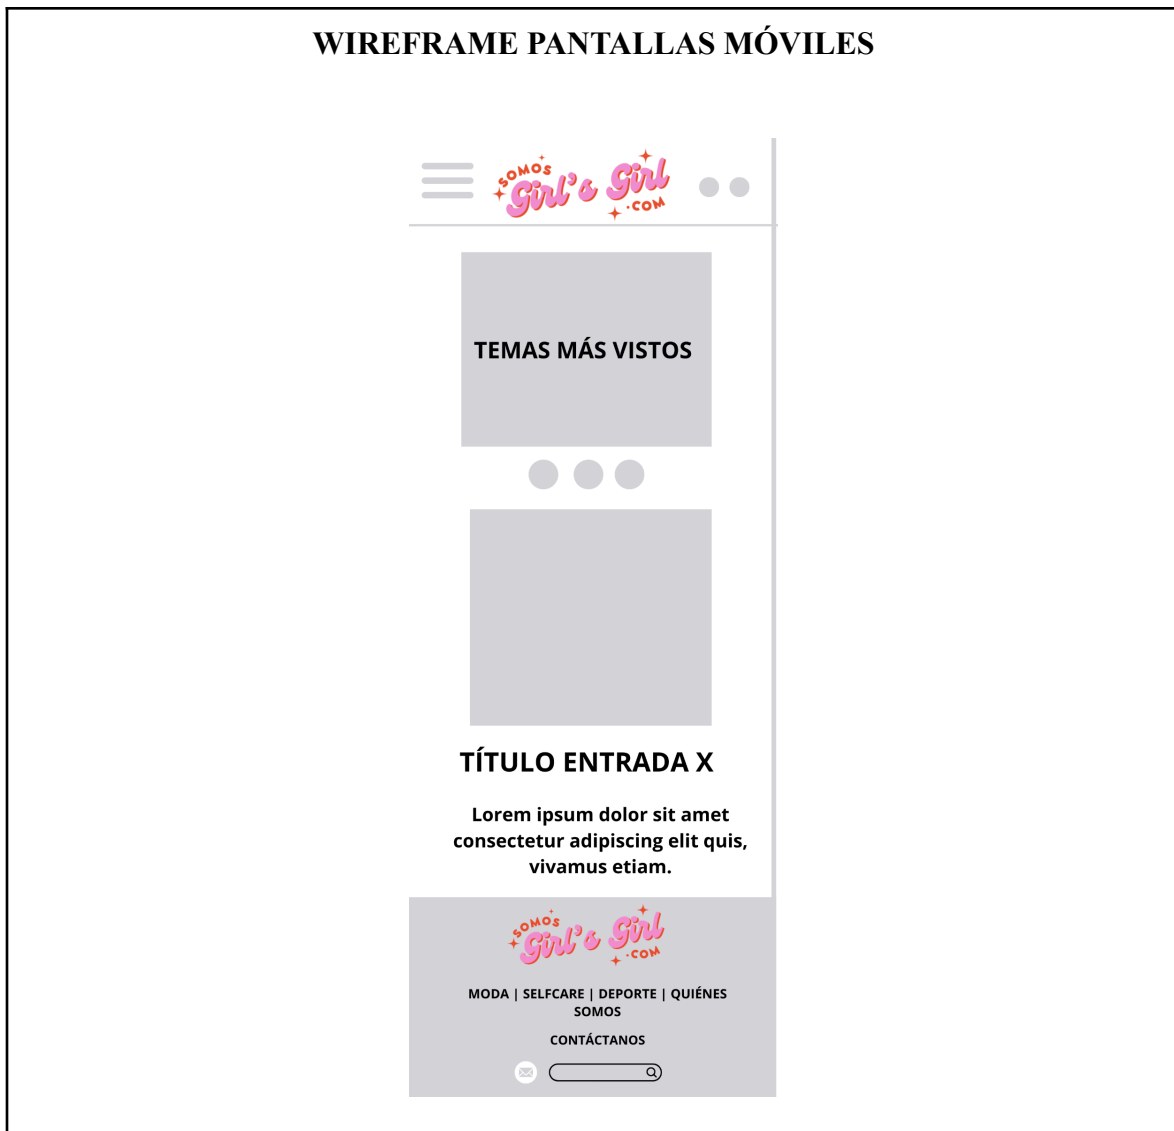 WIREFRAME PANTALLAS MÓVILES
SOMOS
Girl's Girl
.COM
TEMAS MÁS VISTOS
TÍTULO ENTRADA X
Lorem ipsum dolor sit amet
consectetur adipiscing elit quis,
vivamus etiam.
SOMOS
Girl's Girl
.COM
MODA | SELFCARE | DEPORTE | QUIÉNES
SOMOS
CONTÁCTANOS